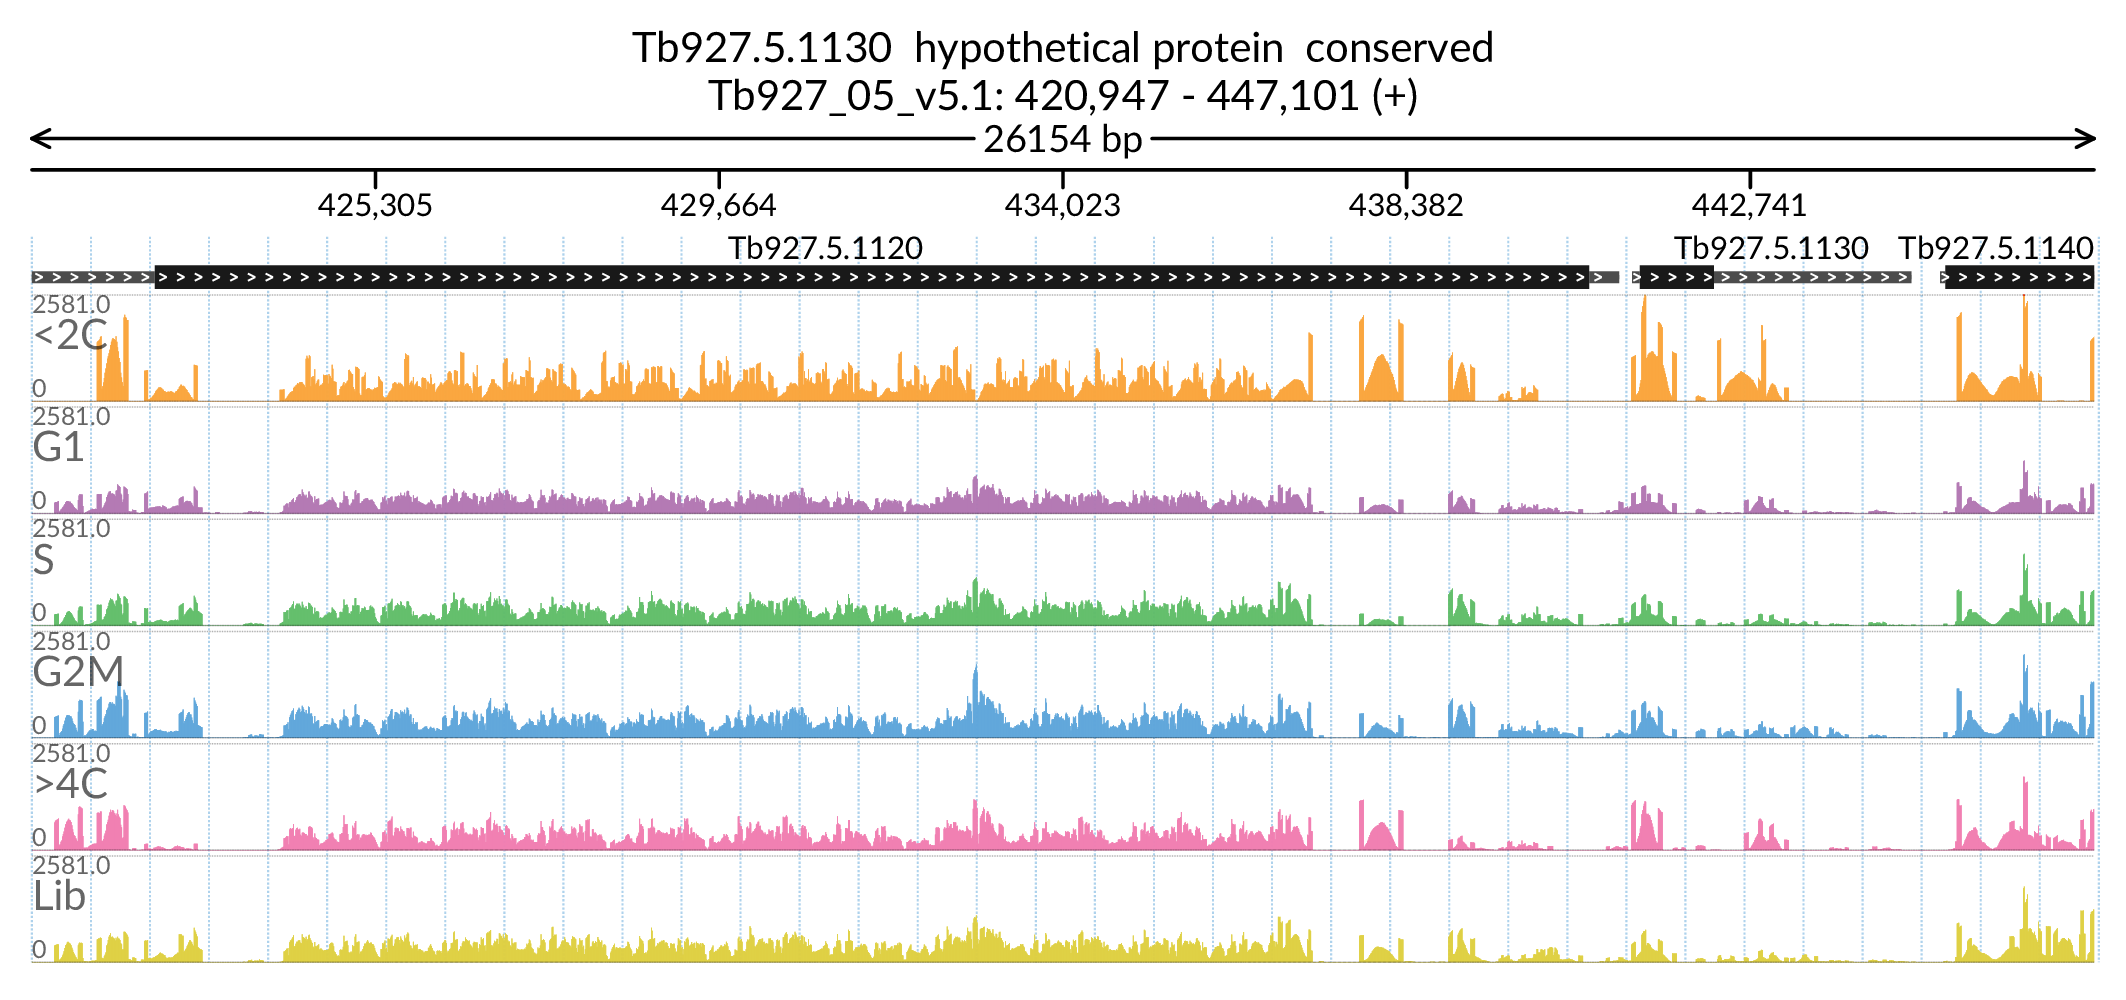 Tb927.5.1130 hypothetical protein conserved
Tb927_05_v5.1: 420,947 - 447,101 (+)
26154 bp
425,305 429,664 434,023 438,382 442,741
Tb927.5.1120 Tb927.5.1130 Tb927.5.1140
2581.0
<2C
0
2581.0
G1
0
2581.0
S
0
2581.0
G2M
0
2581.0
>4C
0
2581.0
Lib
0